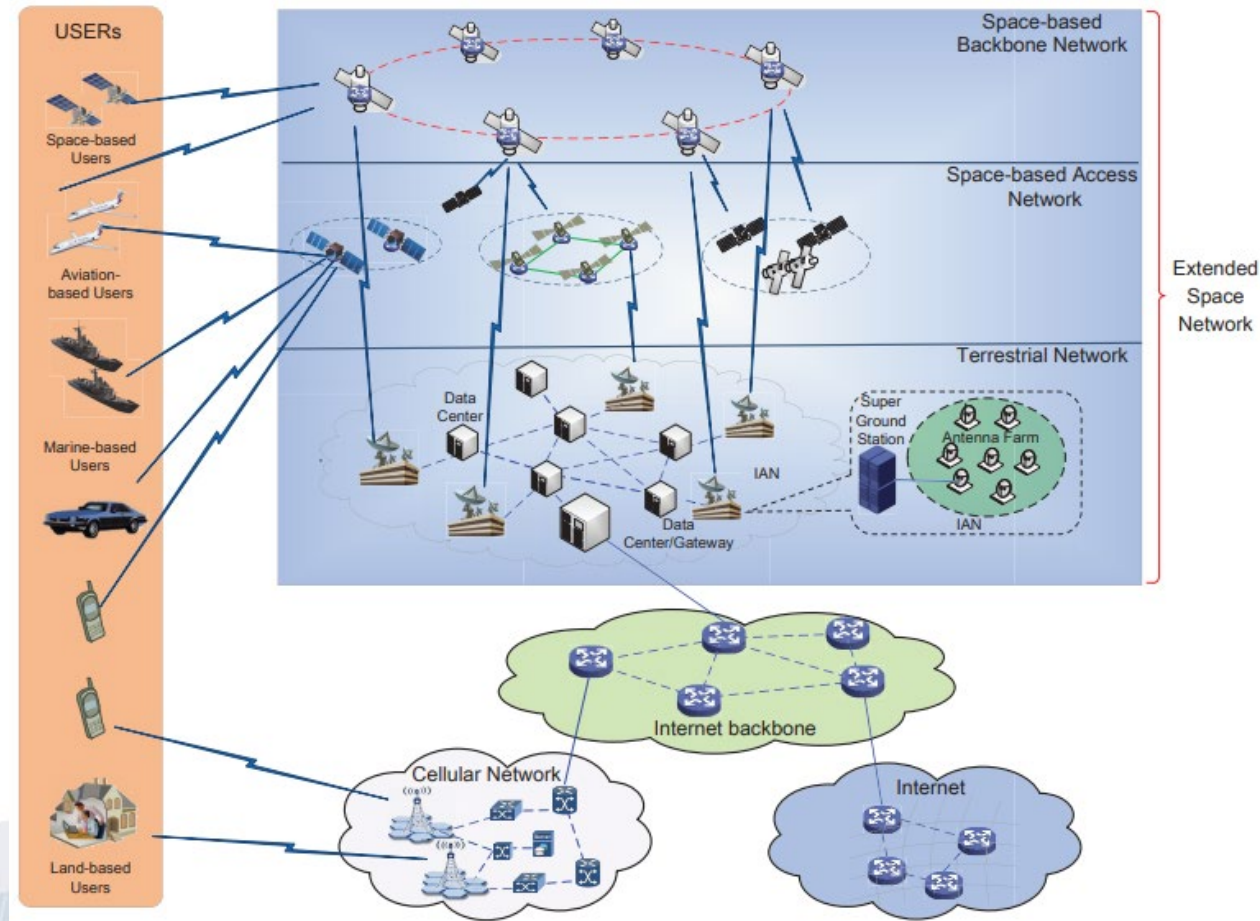 USERs
Space-based
Users
Aviation-
based Users
Marine-based
Users
Land-based
Users
Space-based
Backbone Network
Space-based Access
Network
Terrestrial Network
Data
Center
IAN
Data
Center/Gateway
Super
Ground
Station
Antenna Farm
IAN
Extended
Space
Network
Internet backbone
Cellular Network
Internet